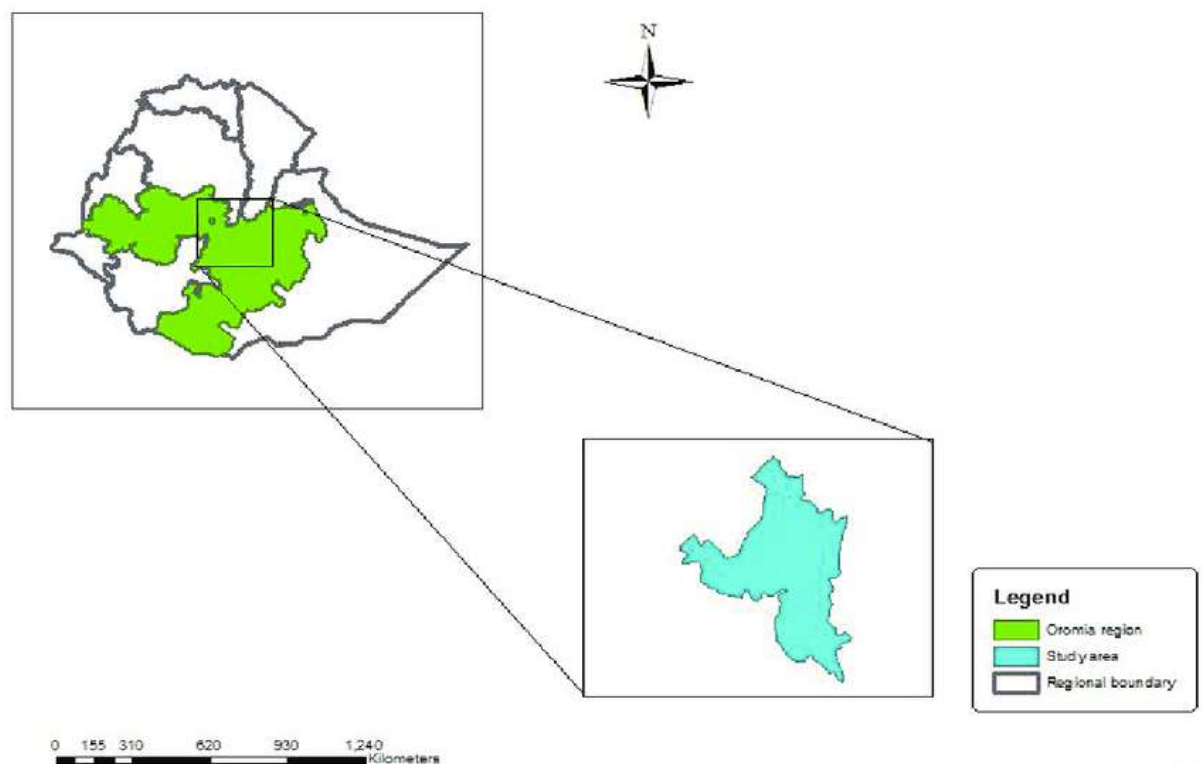 N
Legend
Oromia region
Study area
Regional boundary
0 155 310 620 930 1,240
Kilometers